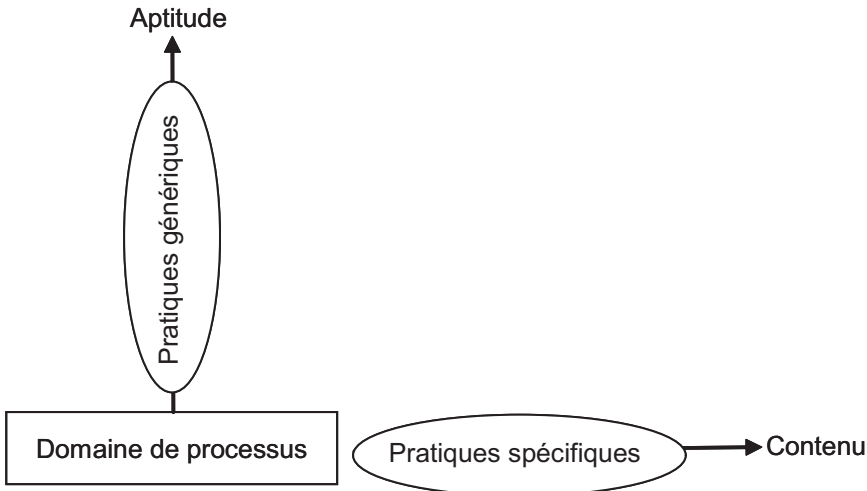 Aptitude
Pratiques génériques
Domaine de processus
Pratiques spécifiques
Contenu